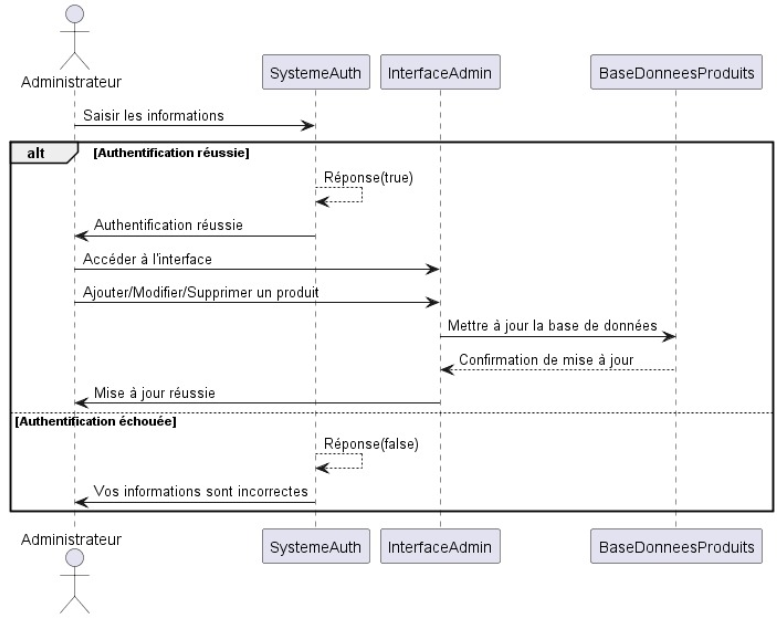 Administrateur
SystemeAuth
InterfaceAdmin
BaseDonneesProduits
Saisir les informations
alt
[Authentification réussie]
Réponse(true)
Authentification réussie
Accéder à l'interface
Ajouter/Modifier/Supprimer un produit
Mettre à jour la base de données
Confirmation de mise à jour
Mise à jour réussie
[Authentification échouée]
Réponse(false)
Vos informations sont incorrectes
Administrateur
SystemeAuth
InterfaceAdmin
BaseDonneesProduits